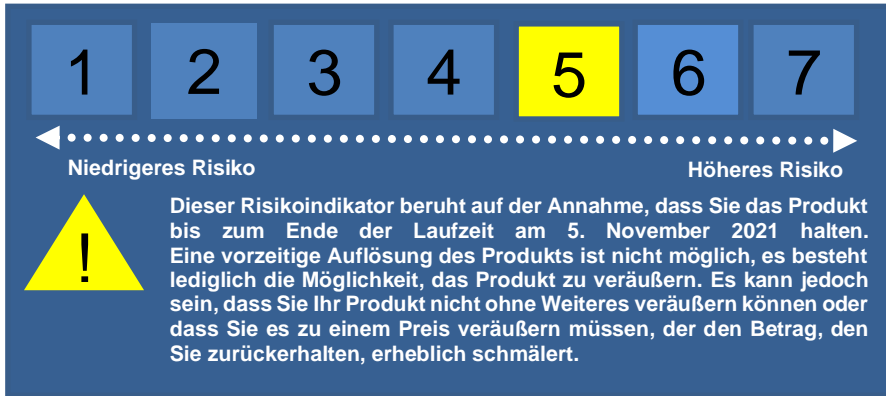 1 2 3 4 5 6 7
Niedrigeres Risiko Höheres Risiko
!
Dieser Risikoindikator beruht auf der Annahme, dass Sie das Produkt
bis zum Ende der Laufzeit am 5. November 2021 halten.
Eine vorzeitige Auflösung des Produkts ist nicht möglich, es besteht
lediglich die Möglichkeit, das Produkt zu veräußern. Es kann jedoch
sein, dass Sie Ihr Produkt nicht ohne Weiteres veräußern können oder
dass Sie es zu einem Preis veräußern müssen, der den Betrag, den
Sie zurückerhalten, erheblich schmälert.